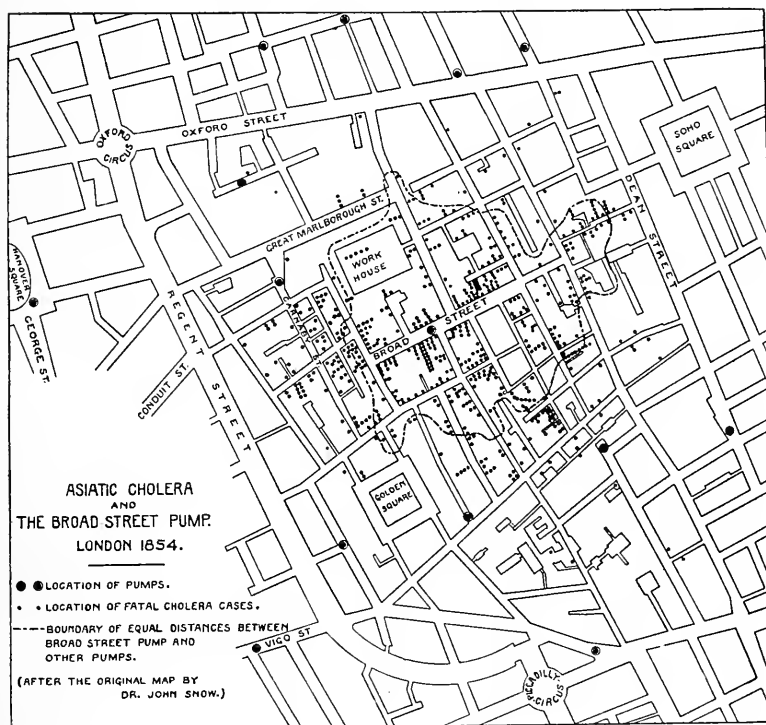 OXFORD STREET
OXFORD
CIRCUS
SOHO
SQUARE
DEAN STREET
GREAT MARLBOROUGH ST.
WORK
HOUSE
HANOVER
SQUARE
GEORGE ST.
REGENT STREET
CONDUIT ST.
BROAD STREET
GOLDEN
SQUARE
ASIATIC CHOLERA
AND
THE BROAD STREET PUMP.
LONDON 1854.
LOCATION OF PUMPS.
LOCATION OF FATAL CHOLERA CASES.
BOUNDARY OF EQUAL DISTANCES BETWEEN
BROAD STREET PUMP AND
OTHER PUMPS.
(AFTER THE ORIGINAL MAP BY
DR. JOHN SNOW.)
VIGO ST
CIRCUS